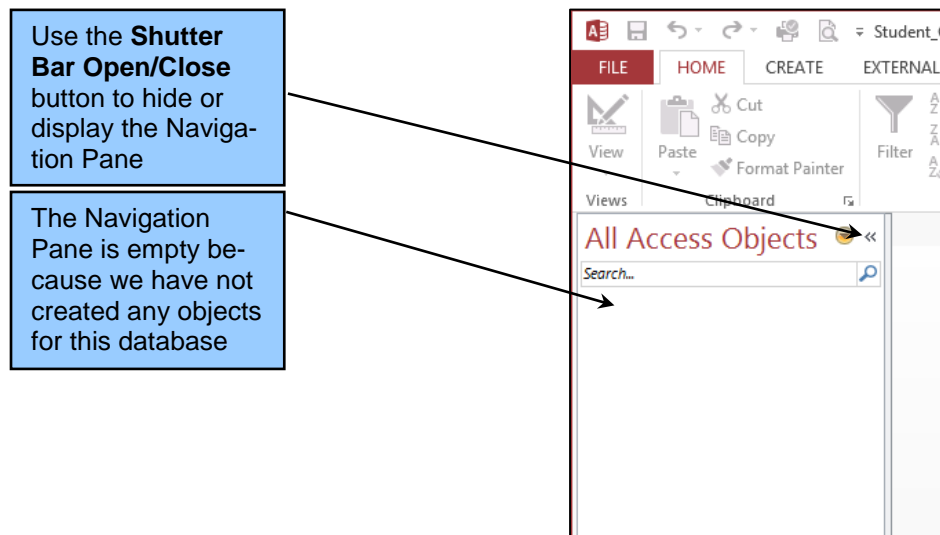 Use the Shutter
Bar Open/Close
button to hide or
display the Naviga-
tion Pane
The Navigation
Pane is empty be-
cause we have not
created any objects
for this database
Student_
FILE HOME CREATE EXTERNAL
View
Paste
Cut
Copy
Format Painter
Filter
Views
Clipboard
All Access Objects «
Search...